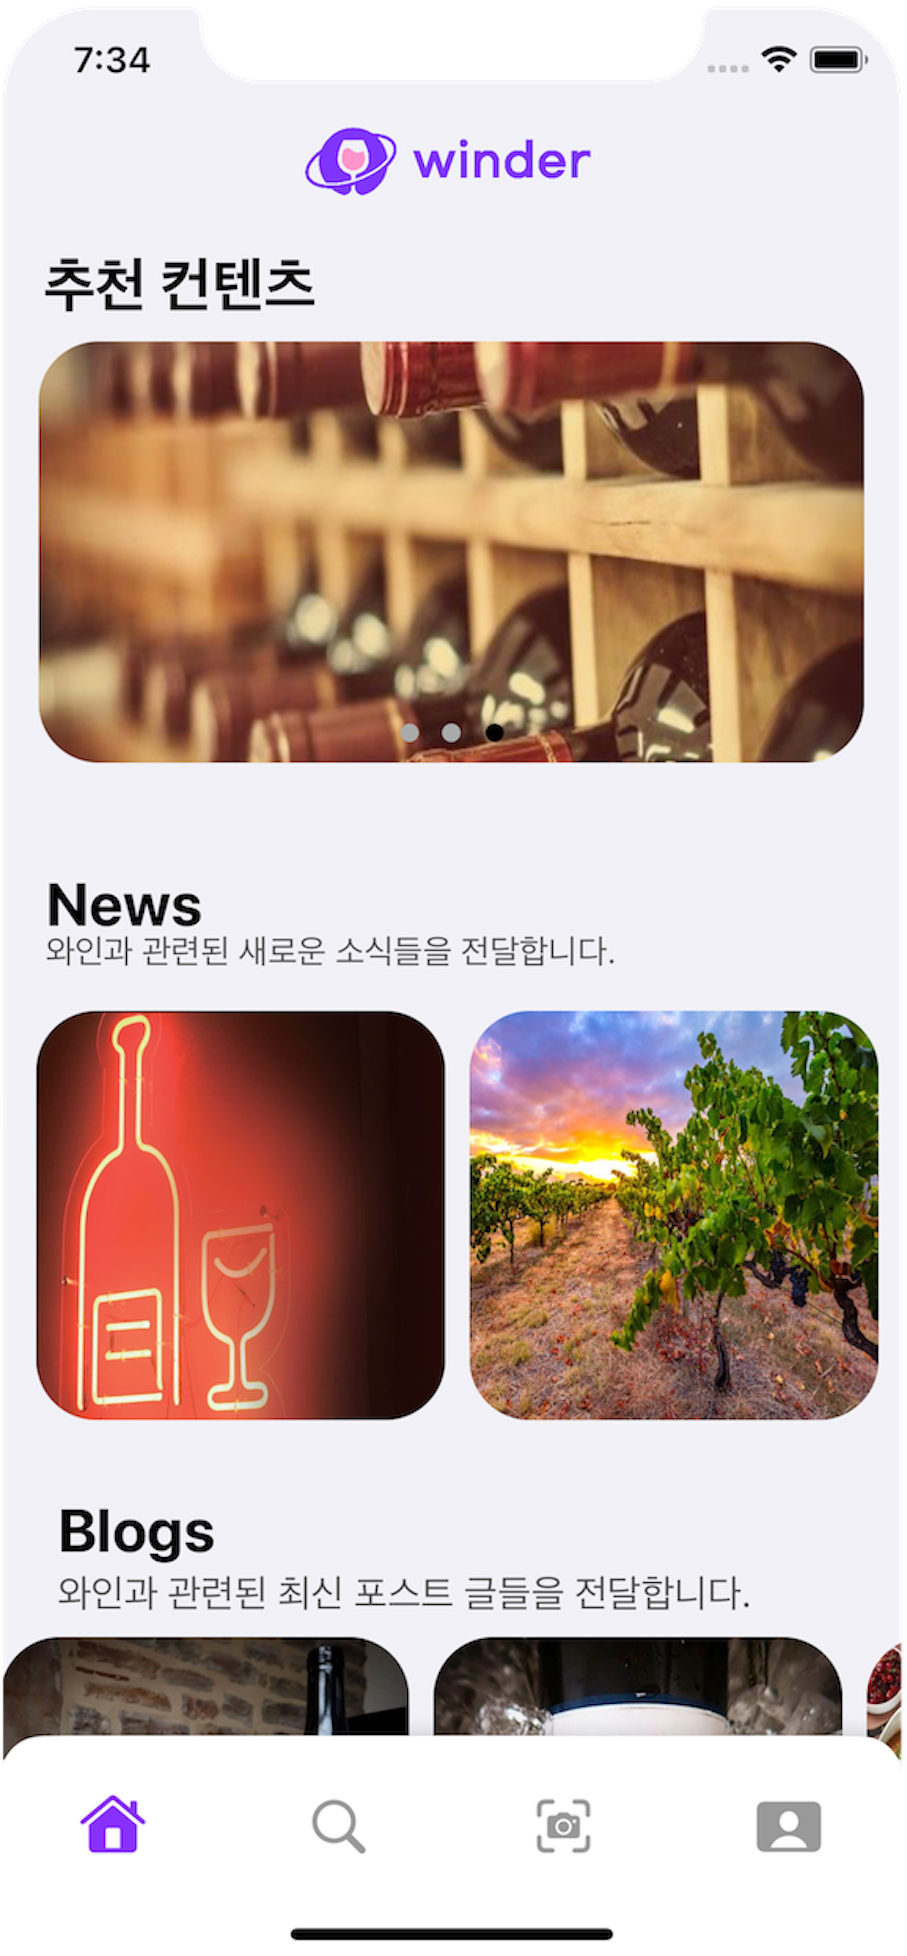 7:34
winder
추천 컨텐츠
News
와인과 관련된 새로운 소식들을 전달합니다.
Blogs
와인과 관련된 최신 포스트 글들을 전달합니다.